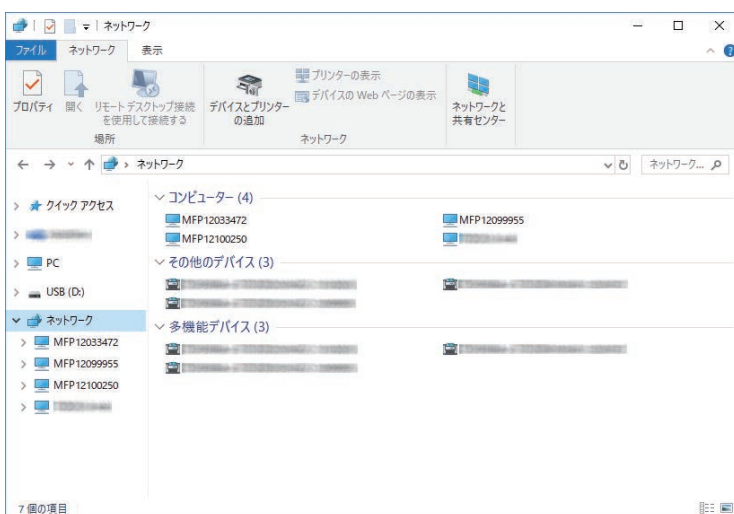 ネットワーク
ファイル ネットワーク 表示
プロパティ 開く リモート デスクトップ接続
を使用して接続する
デバイスとプリンター
の追加
プリンターの表示
デバイスの Web ページの表示
ネットワークと
共有センター
場所 ネットワーク
ネットワーク ネットワーク...
クイック アクセス
PC
USB (D:)
ネットワーク
MFP12033472
MFP12099955
MFP12100250
コンピューター (4)
MFP12033472 MFP12099955
MFP12100250
その他のデバイス (3)
多機能デバイス (3)
7 個の項目